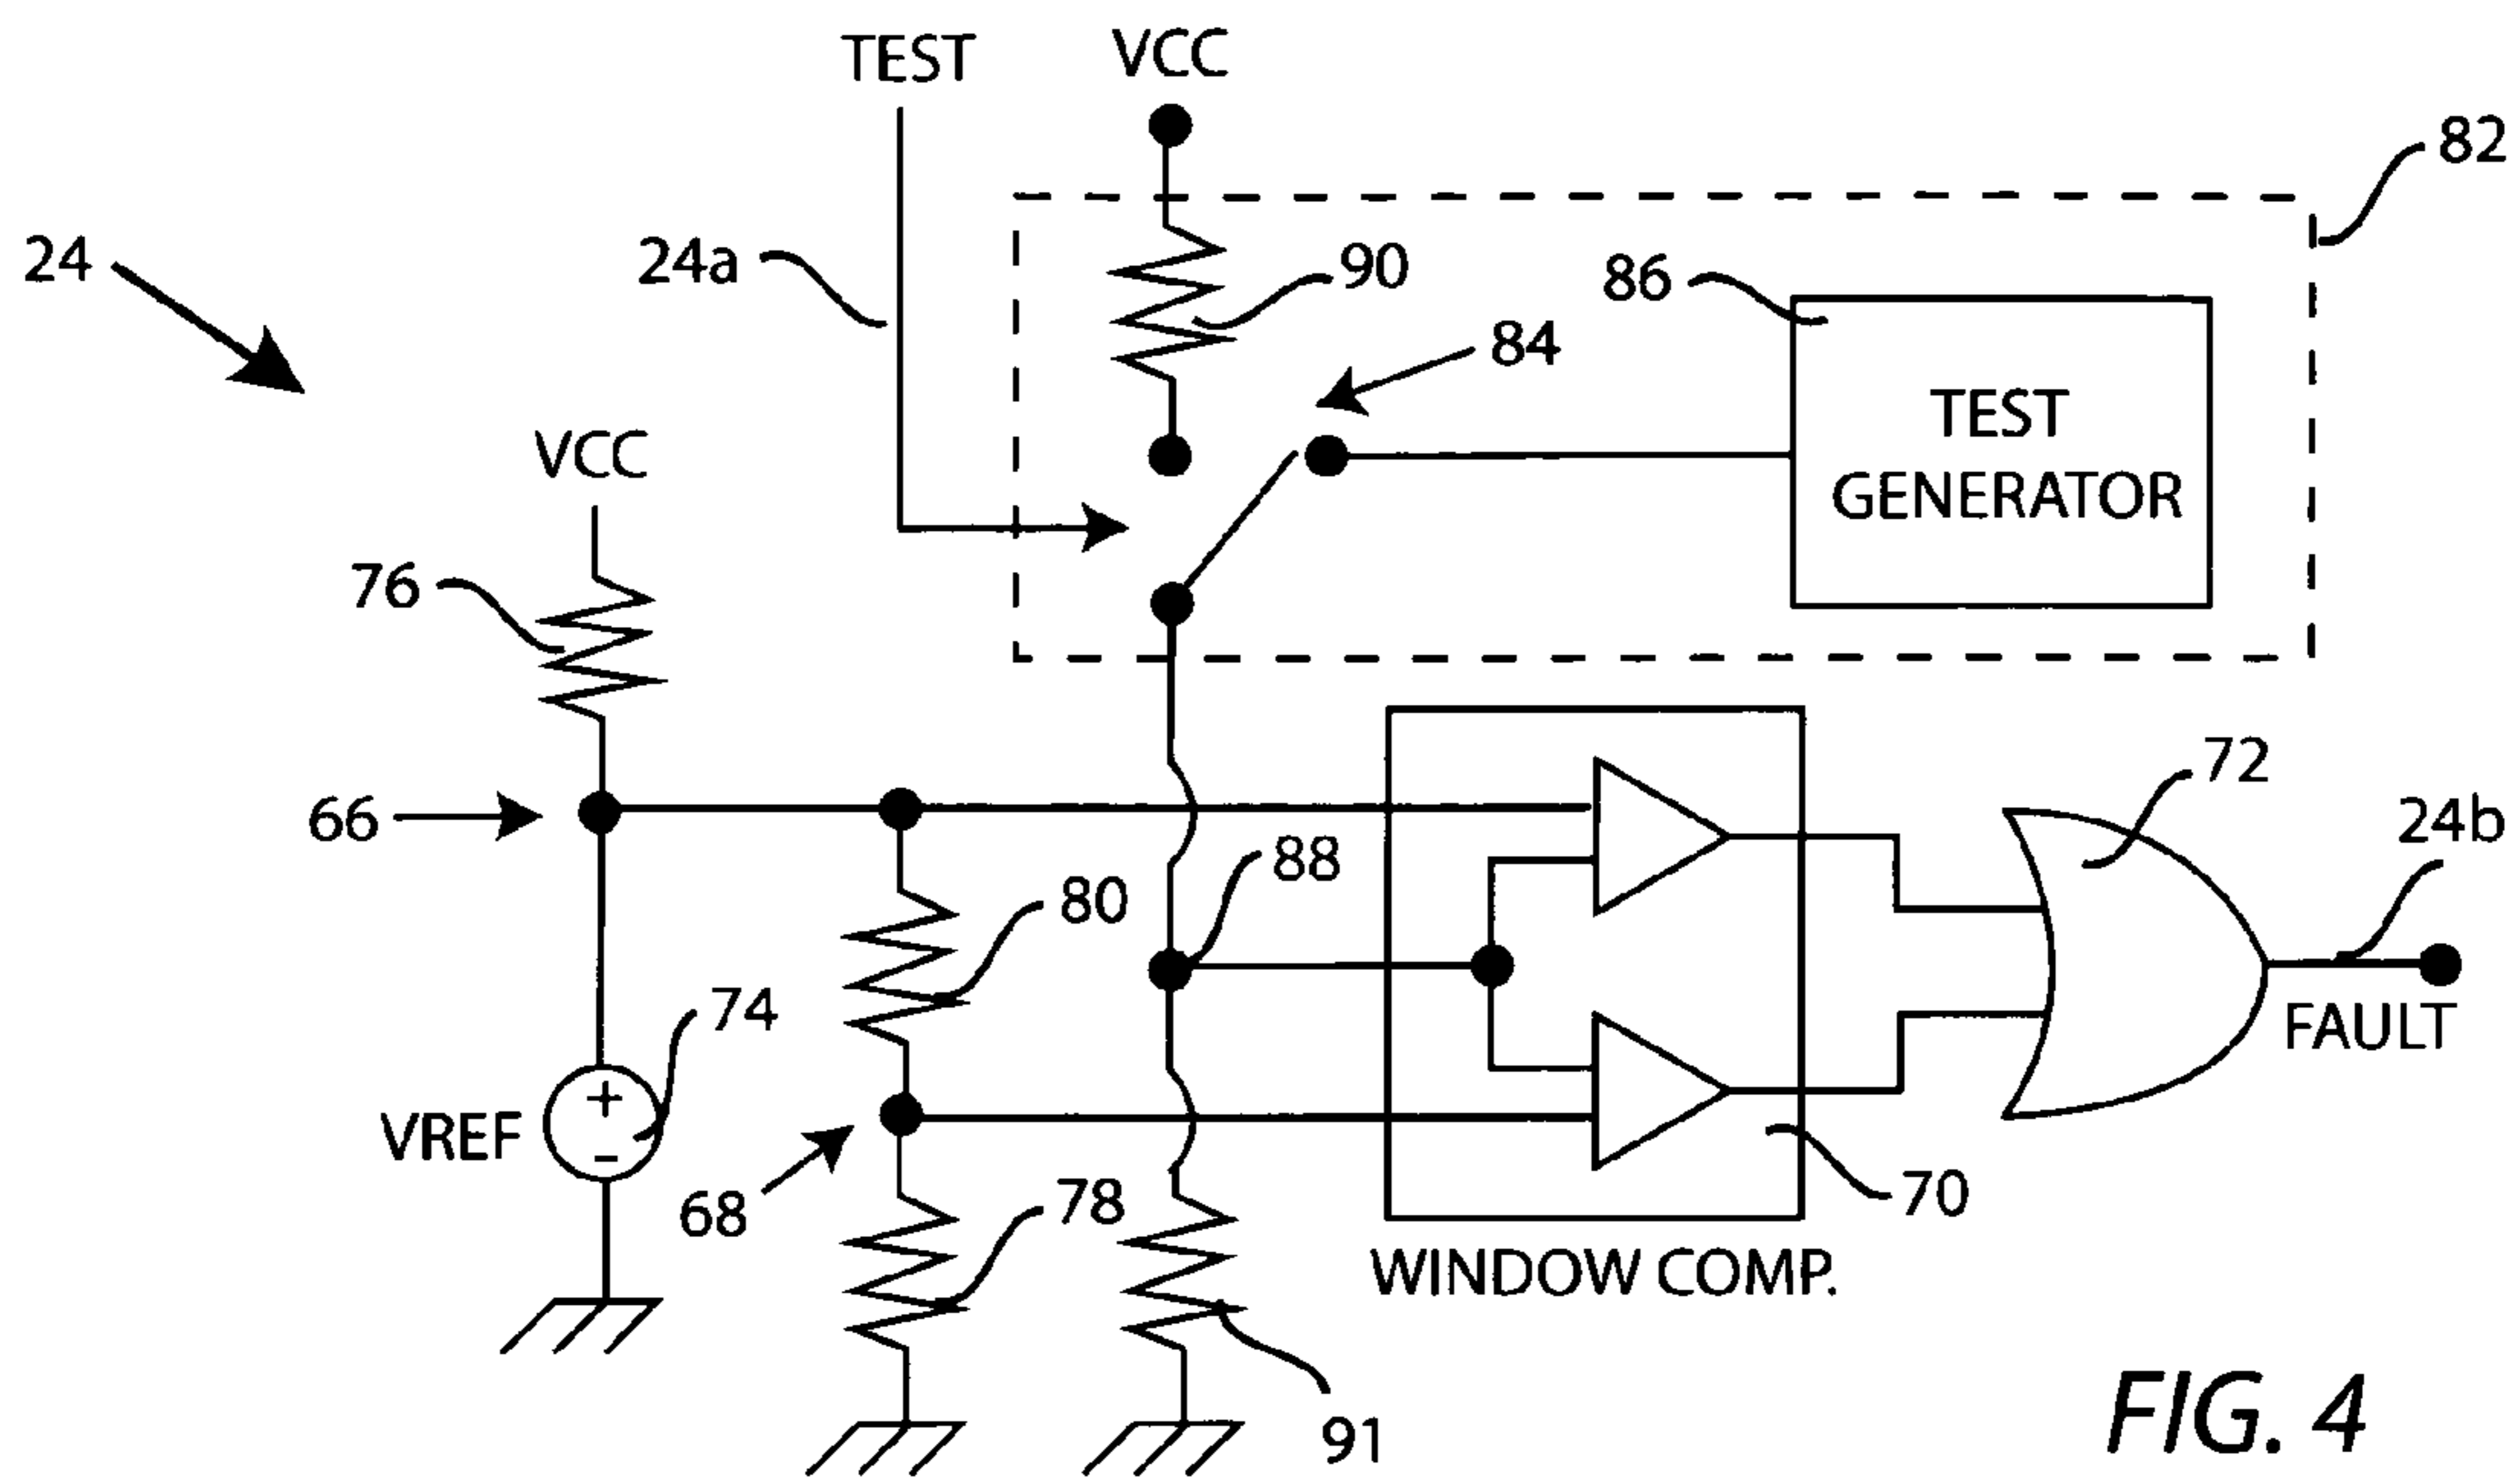 TEST
VCC
82
24
24a
90
86
84
TEST
GENERATOR
VCC
76
72
66
88
24b
80
74
+
-
VREF
FAULT
68
78
70
WINDOW COMP.
91
FIG. 4